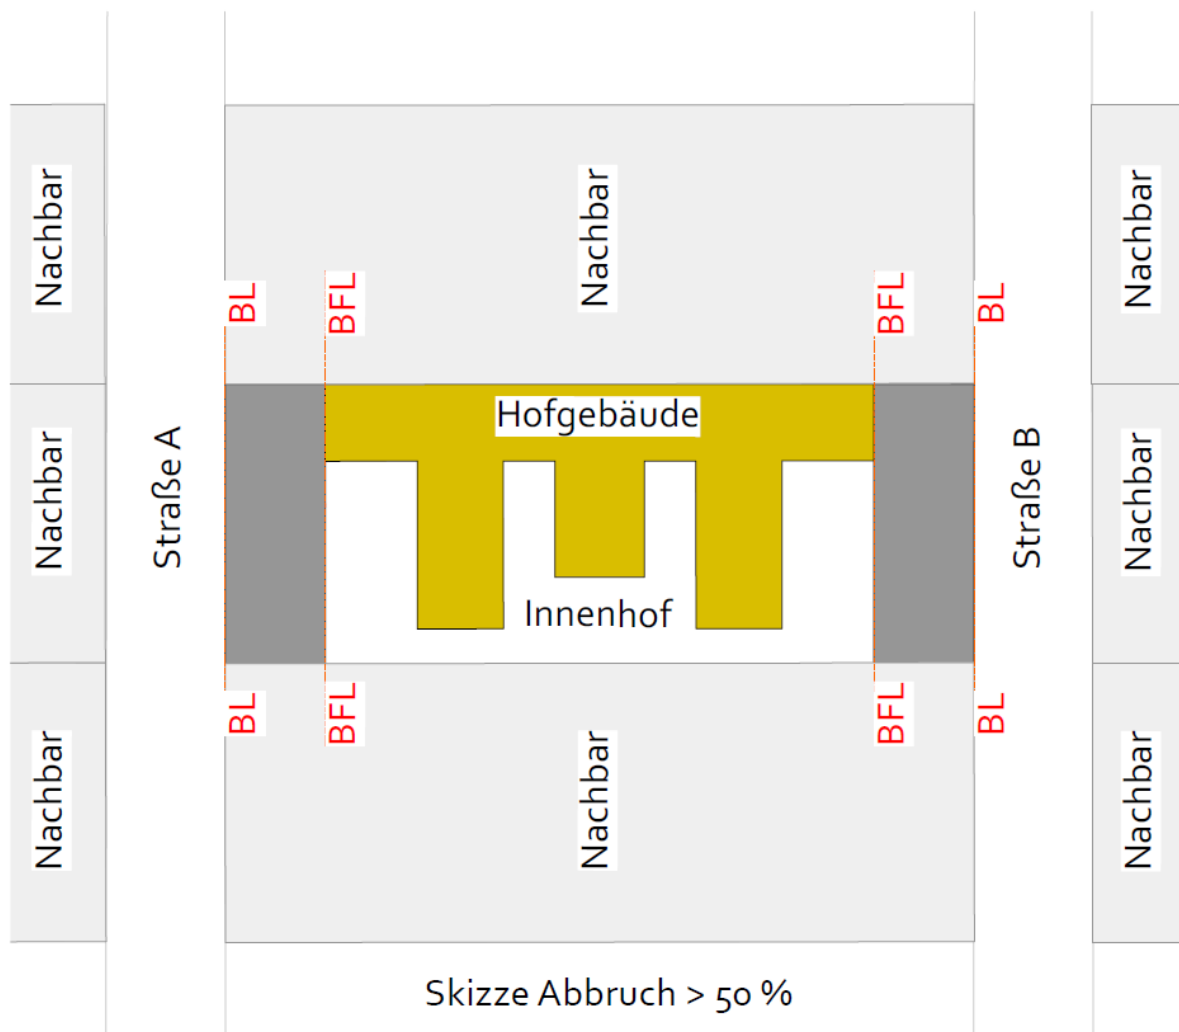 Nachbar
Nachbar
Nachbar
BL
BFL
BFL
BL
Hofgebäude
Straße A
Nachbar
Straße B
Nachbar
Innenhof
BL
BFL
BFL
BL
Nachbar
Nachbar
Nachbar
Skizze Abbruch > 50 %